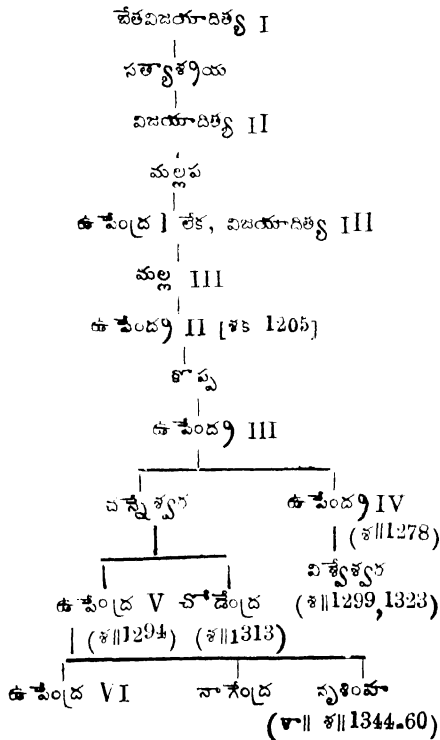 బేతవిజయాదిత్య I
సత్యాశ్రయ
విజయాదిత్య II
మల్లప
ఉపేంద్ర I లేక, విజయాదిత్య III
మల్ల III
ఉపేంద్ర II [శక 1205]
కొప్ప
ఉపేంద్ర III
చన్నేశ్వర ఉపేంద్ర IV
(శ॥1278)
విశ్వేశ్వర
ఉపేంద్ర V చోడేంద్ర (శ॥1299,1323)
(శ॥1294) (శ॥1313)
ఉపేంద్ర VI నాగేంద్ర నృసింహ
(శా॥ శ॥1344-60)